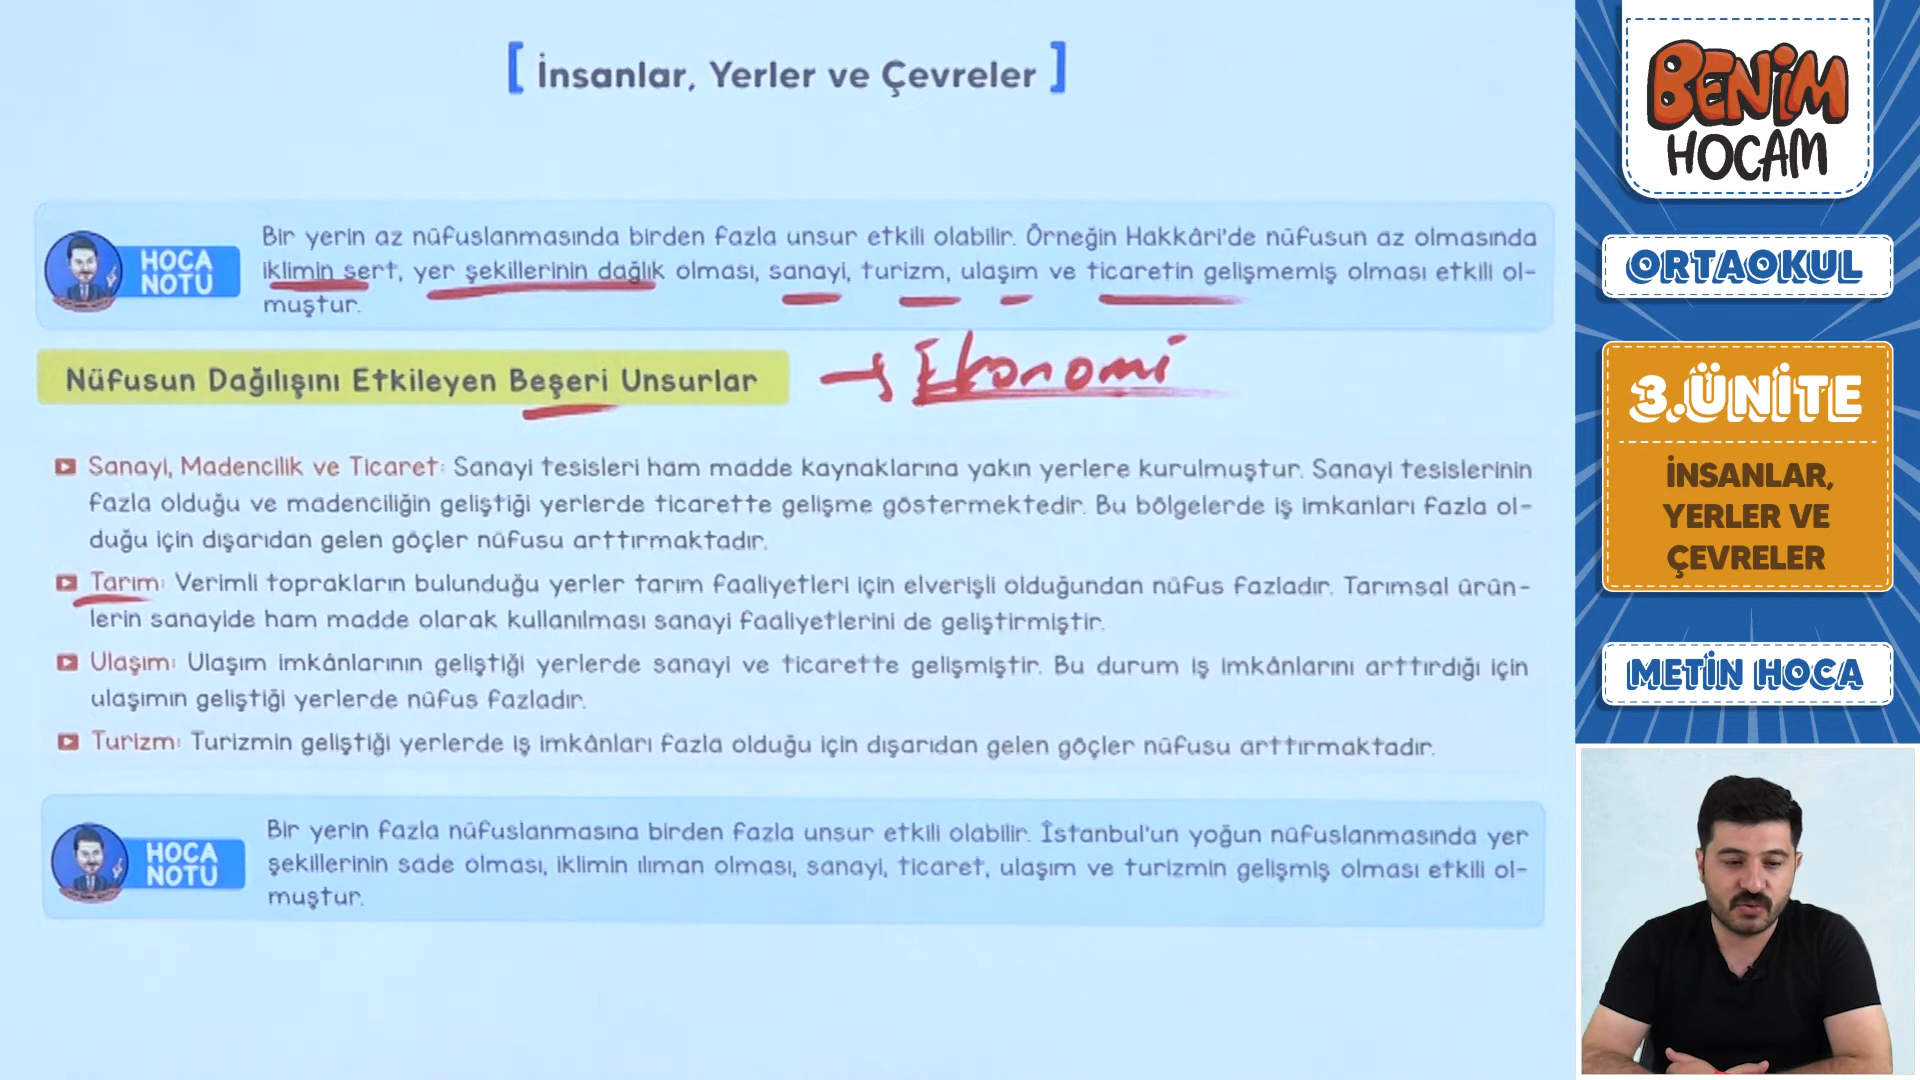 [ İnsanlar, Yerler ve Çevreler ]
HOCA
NOTU
Bir yerin az nüfuslanmasında birden fazla unsur etkili olabilir. Örneğin Hakkâri'de nüfusun az olmasında
iklimin sert, yer şekillerinin dağlık olması, sanayi, turizm, ulaşım ve ticaretin gelişmemiş olması etkili ol-
muştur.
Nüfusun Dağılışını Etkileyen Beşeri Unsurlar
→ Ekonomi
Sanayi, Madencilik ve Ticaret: Sanayi tesisleri ham madde kaynaklarına yakın yerlere kurulmuştur. Sanayi tesislerinin
fazla olduğu ve madenciliğin geliştiği yerlerde ticarette gelişme göstermektedir. Bu bölgelerde iş imkanları fazla ol-
duğu için dışarıdan gelen göçler nüfusu arttırmaktadır.
Tarım: Verimli toprakların bulunduğu yerler tarım faaliyetleri için elverişli olduğundan nüfus fazladır. Tarımsal ürün-
lerin sanayide ham madde olarak kullanılması sanayi faaliyetlerini de geliştirmiştir.
Ulaşım: Ulaşım imkânlarının geliştiği yerlerde sanayi ve ticarette gelişmiştir. Bu durum iş imkânlarını arttırdığı için
ulaşımın geliştiği yerlerde nüfus fazladır.
Turizm: Turizmin geliştiği yerlerde iş imkânları fazla olduğu için dışarıdan gelen göçler nüfusu arttırmaktadır.
HOCA
NOTU
Bir yerin fazla nüfuslanmasına birden fazla unsur etkili olabilir. İstanbul'un yoğun nüfuslanmasında yer
şekillerinin sade olması, iklimin ılıman olması, sanayi, ticaret, ulaşım ve turizmin gelişmiş olması etkili ol-
muştur.
BENİM
HOCAM
ORTAOKUL
3.ÜNİTE
İNSANLAR,
YERLER VE
ÇEVRELER
METİN HOCA